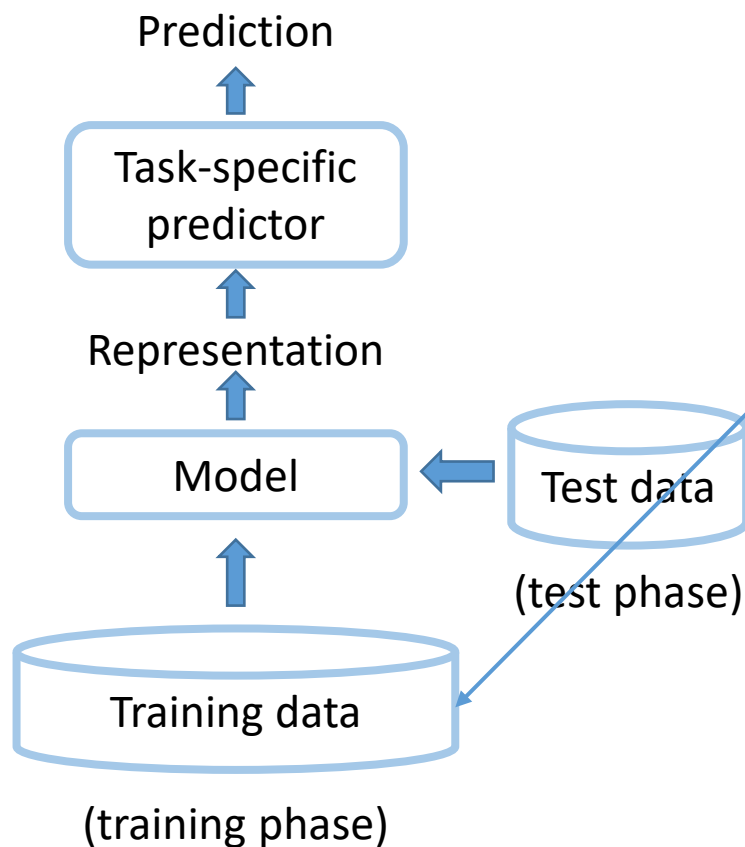 Prediction
Task-specific
predictor
Representation
Model
Test data
(test phase)
Training data
(training phase)